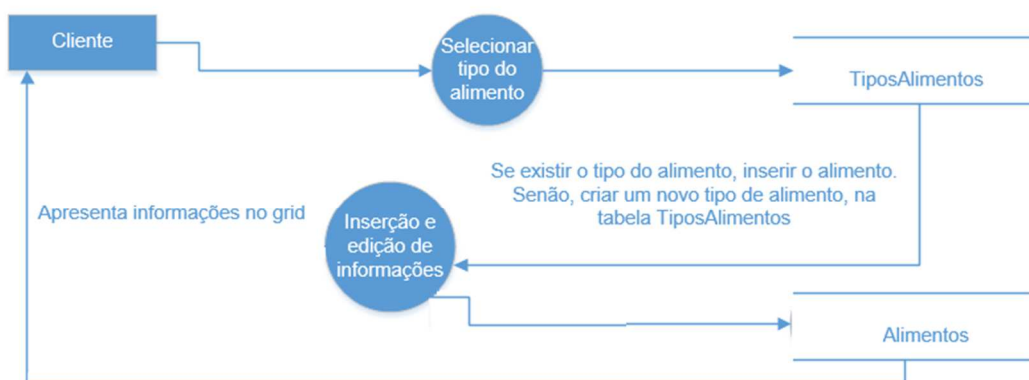 Cliente
Selecionar
tipo do
alimento
TiposAlimentos
Se existir o tipo do alimento, inserir o alimento.
Senão, criar um novo tipo de alimento, na
tabela TiposAlimentos
Apresenta informações no grid
Inserção e
edição de
informações
Alimentos